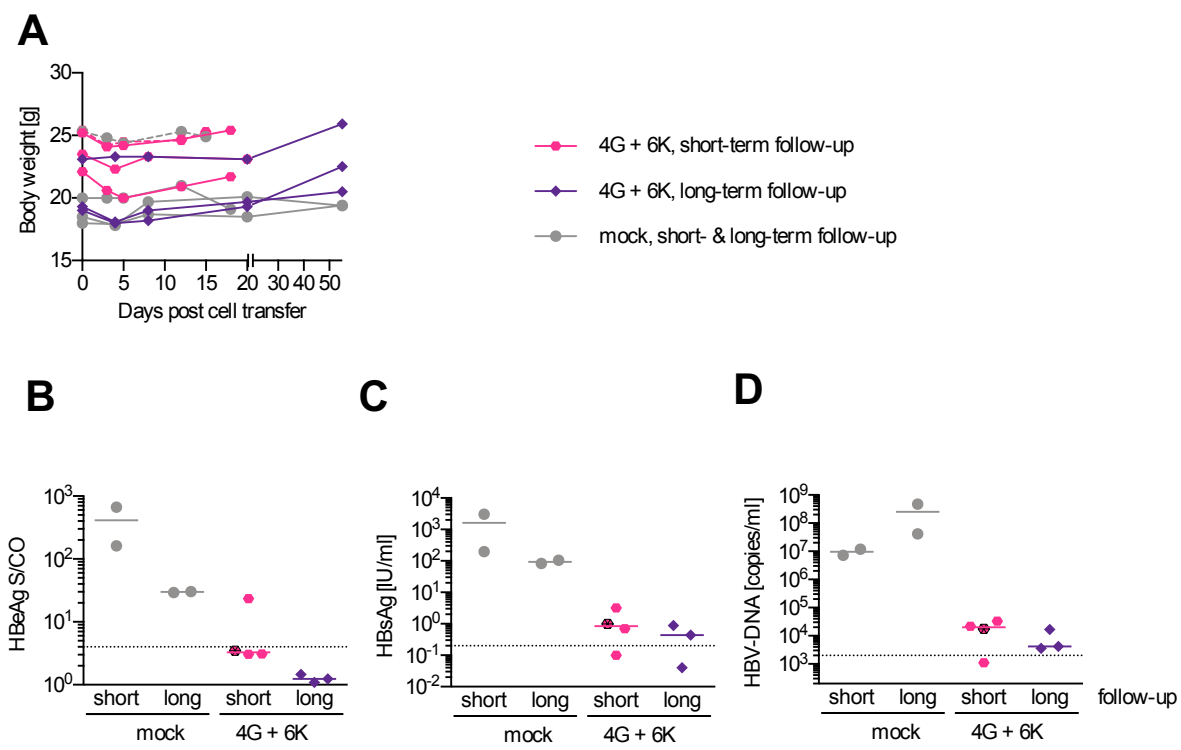 A
30
25
20
15
Body weight [g]
0 5 10 15 20 30 40 50
Days post cell transfer
4G + 6K, short-term follow-up
4G + 6K, long-term follow-up
mock, short- & long-term follow-up
B
10³
10²
10¹
10⁰
HBeAg S/CO
short long short long
mock 4G + 6K
C
10⁴
10³
10²
10¹
10⁰
10⁻¹
10⁻²
HBsAg [IU/ml]
short long short long
mock 4G + 6K
D
10⁹
10⁸
10⁷
10⁶
10⁵
10⁴
10³
HBV-DNA [copies/ml]
short long short long follow-up
mock 4G + 6K